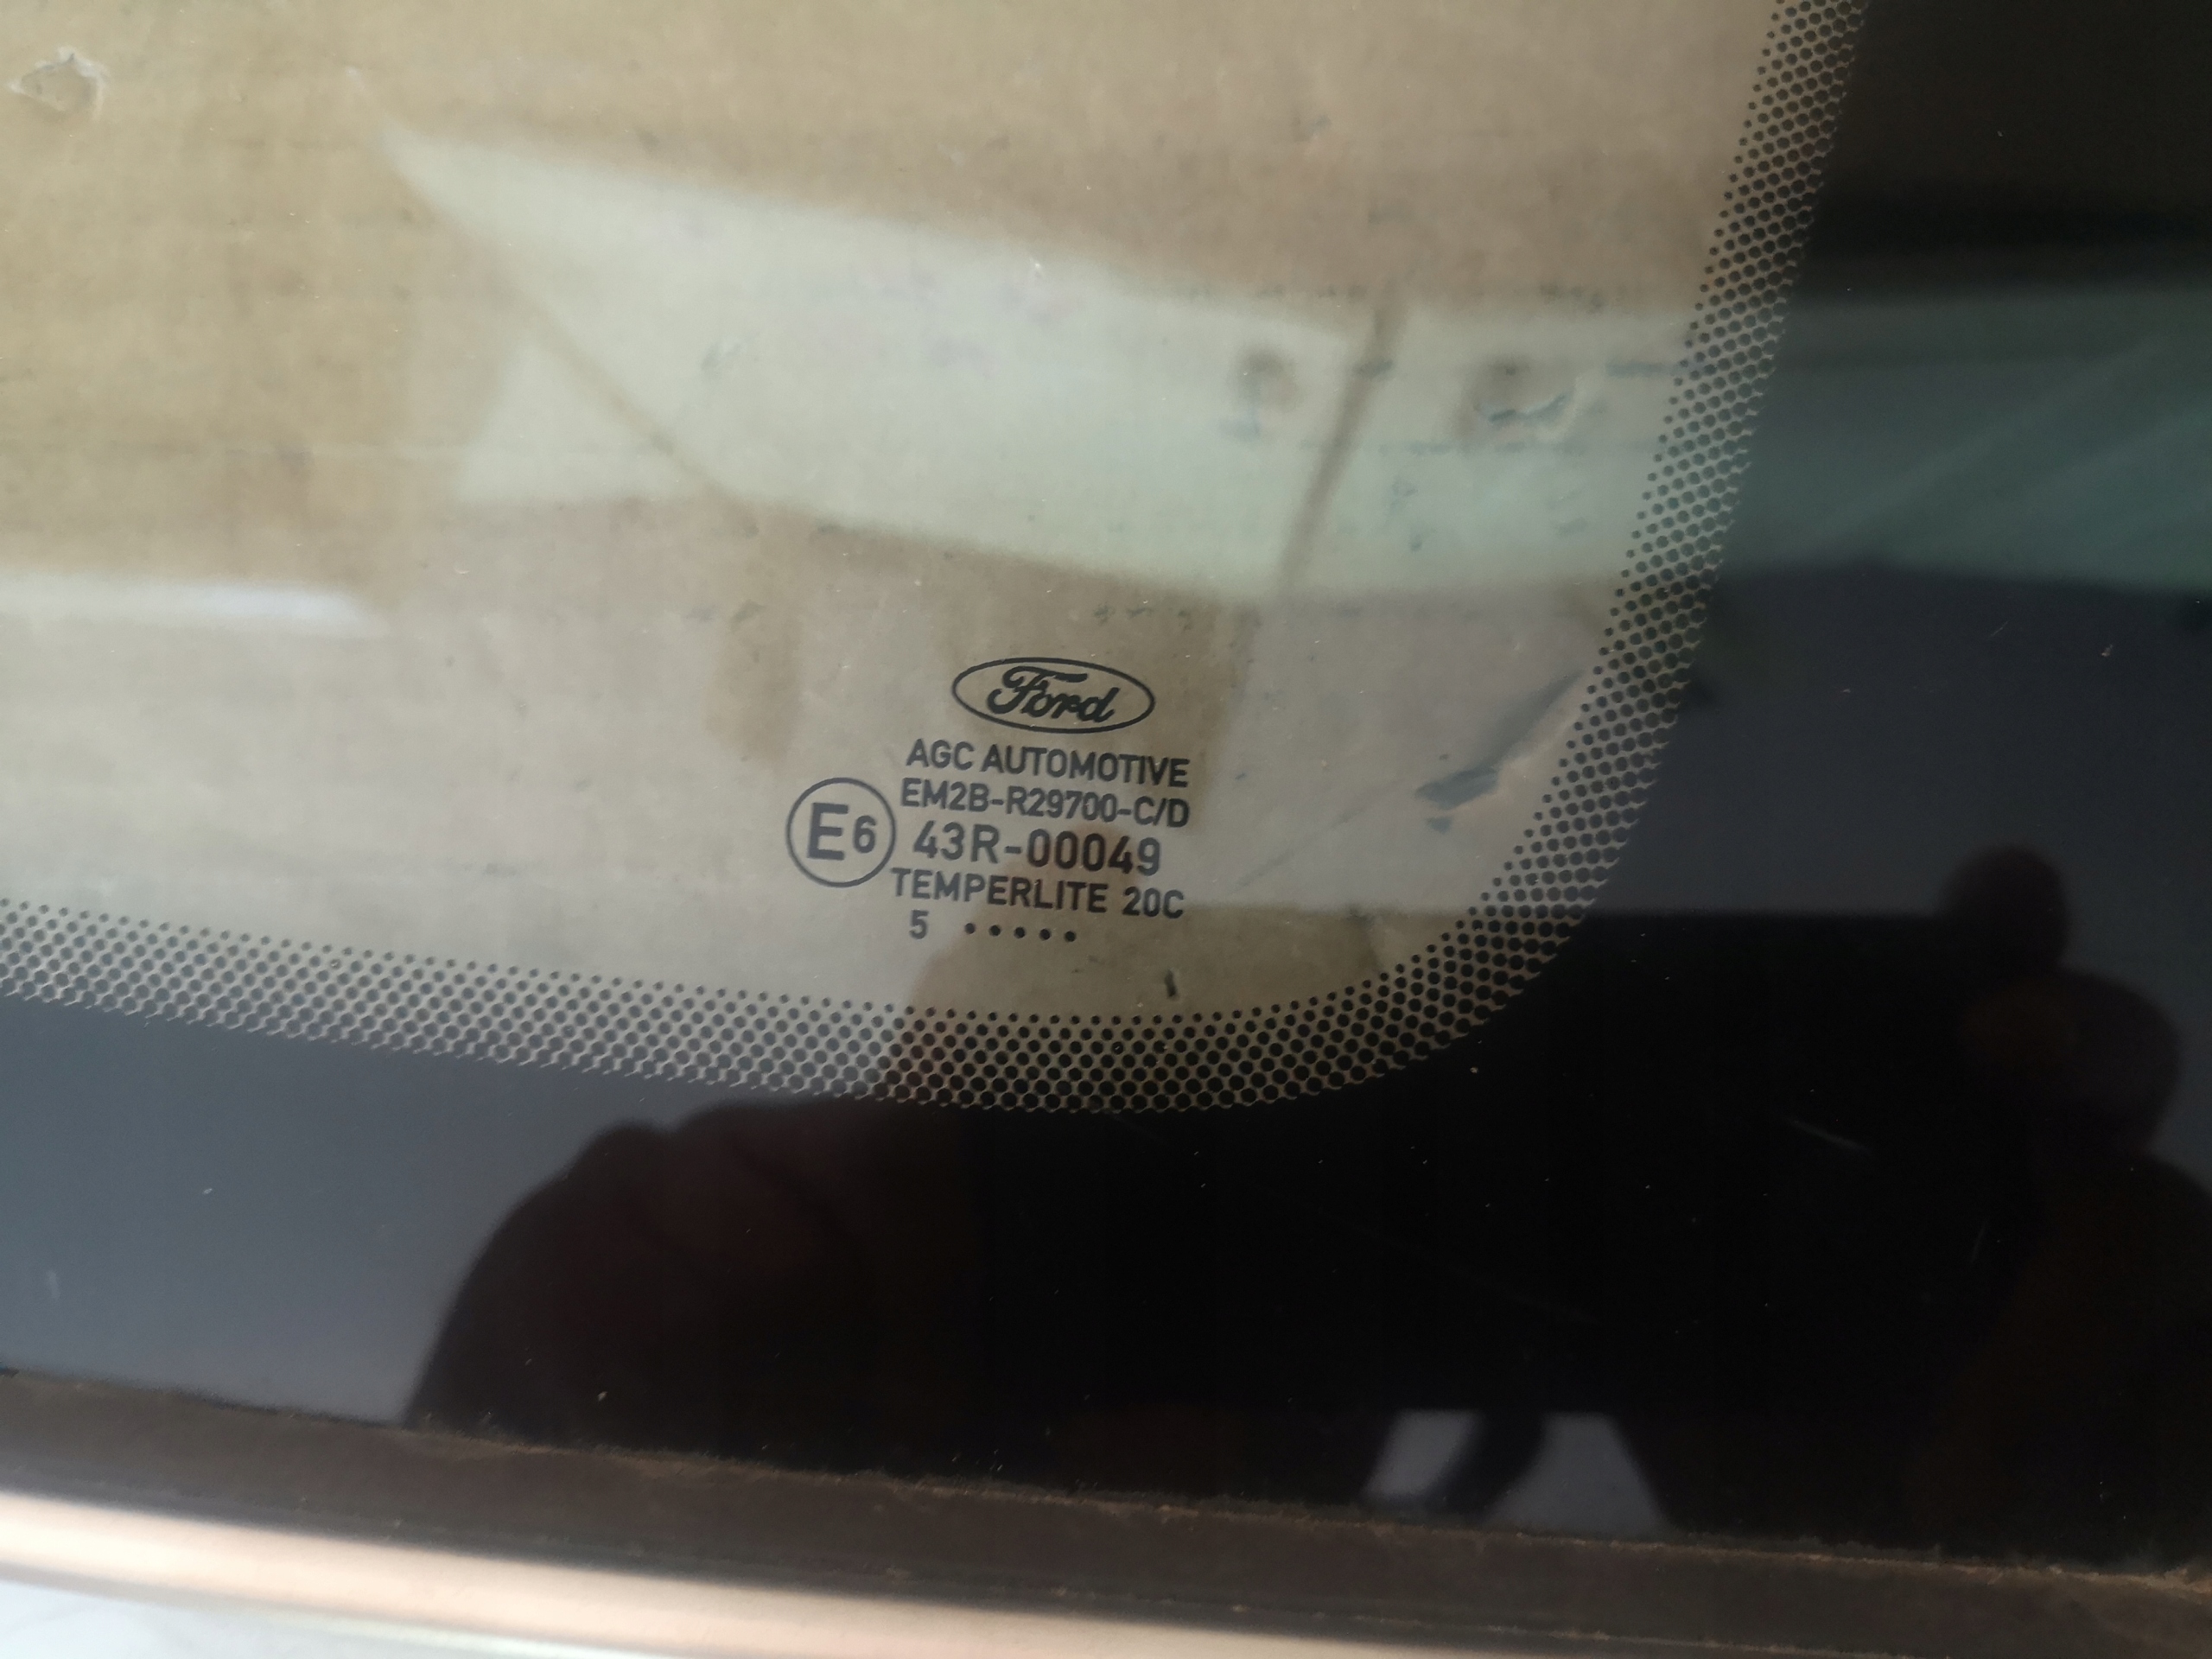 Ford
AGC AUTOMOTIVE
EM2B-R29700-C/D
E6 43R-00049
TEMPERLITE 20C
5 •••••